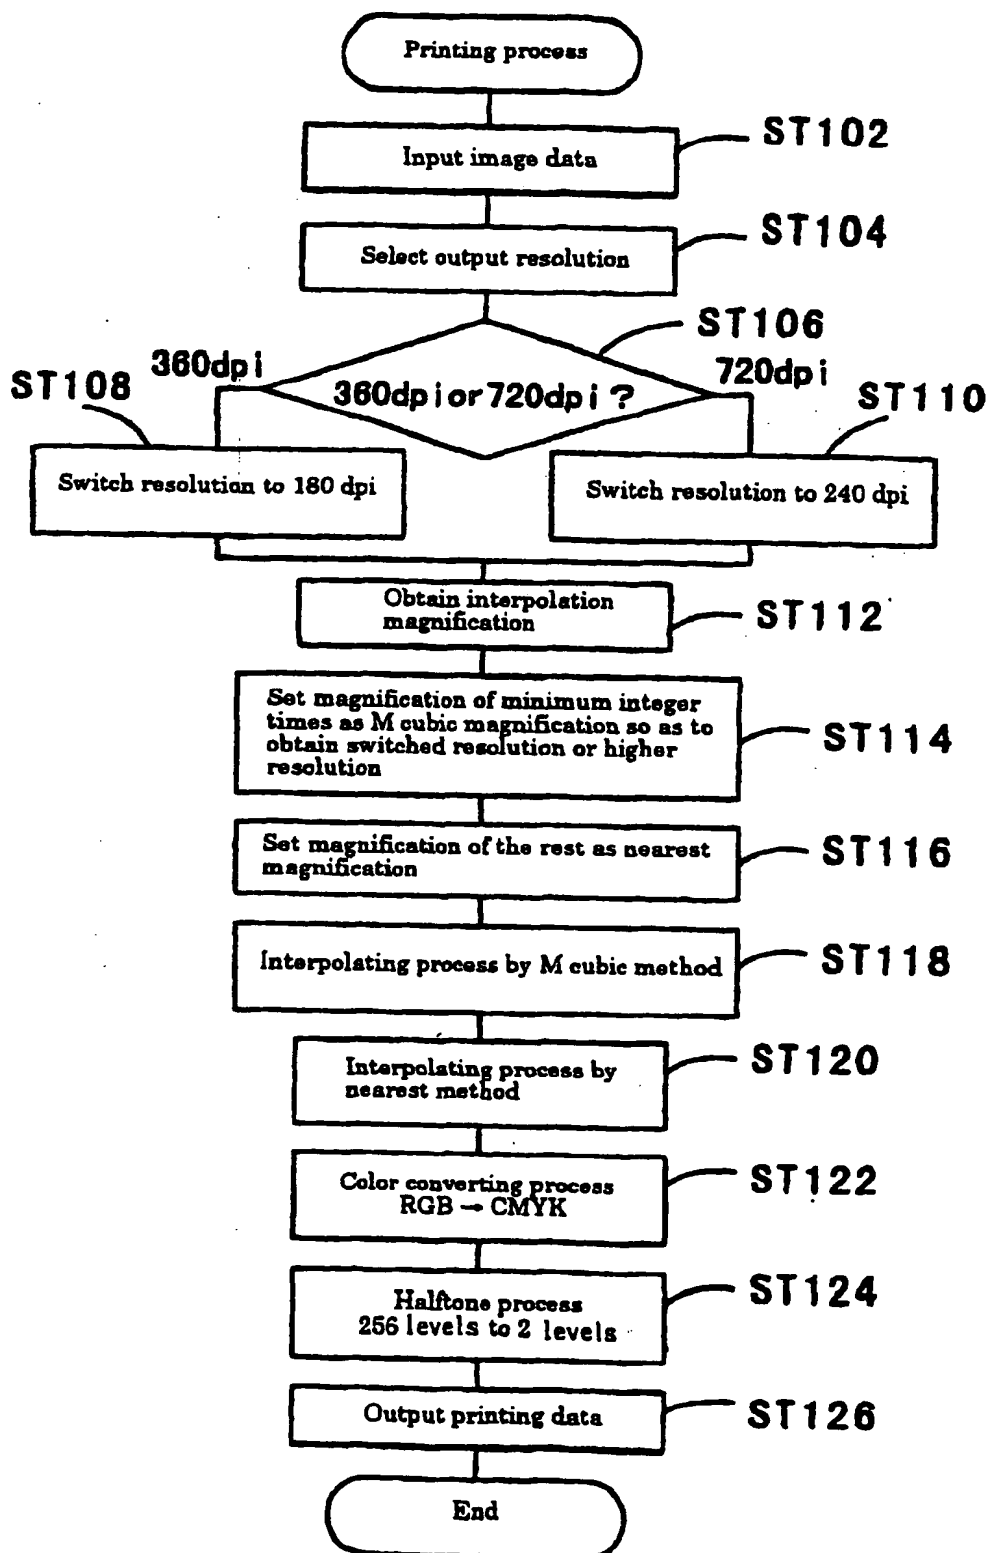 Printing process
ST102
Input image data
ST104
Select output resolution
ST106
360dpi
720dpi
360dpi or 720dpi ?
ST108
ST110
Switch resolution to 180 dpi
Switch resolution to 240 dpi
Obtain interpolation
magnification
ST112
Set magnification of minimum integer
times as M cubic magnification so as to
obtain switched resolution or higher
resolution
ST114
Set magnification of the rest as nearest
magnification
ST116
Interpolating process by M cubic method
ST118
Interpolating process by
nearest method
ST120
Color converting process
RGB → CMYK
ST122
Halftone process
256 levels to 2 levels
ST124
Output printing data
ST126
End